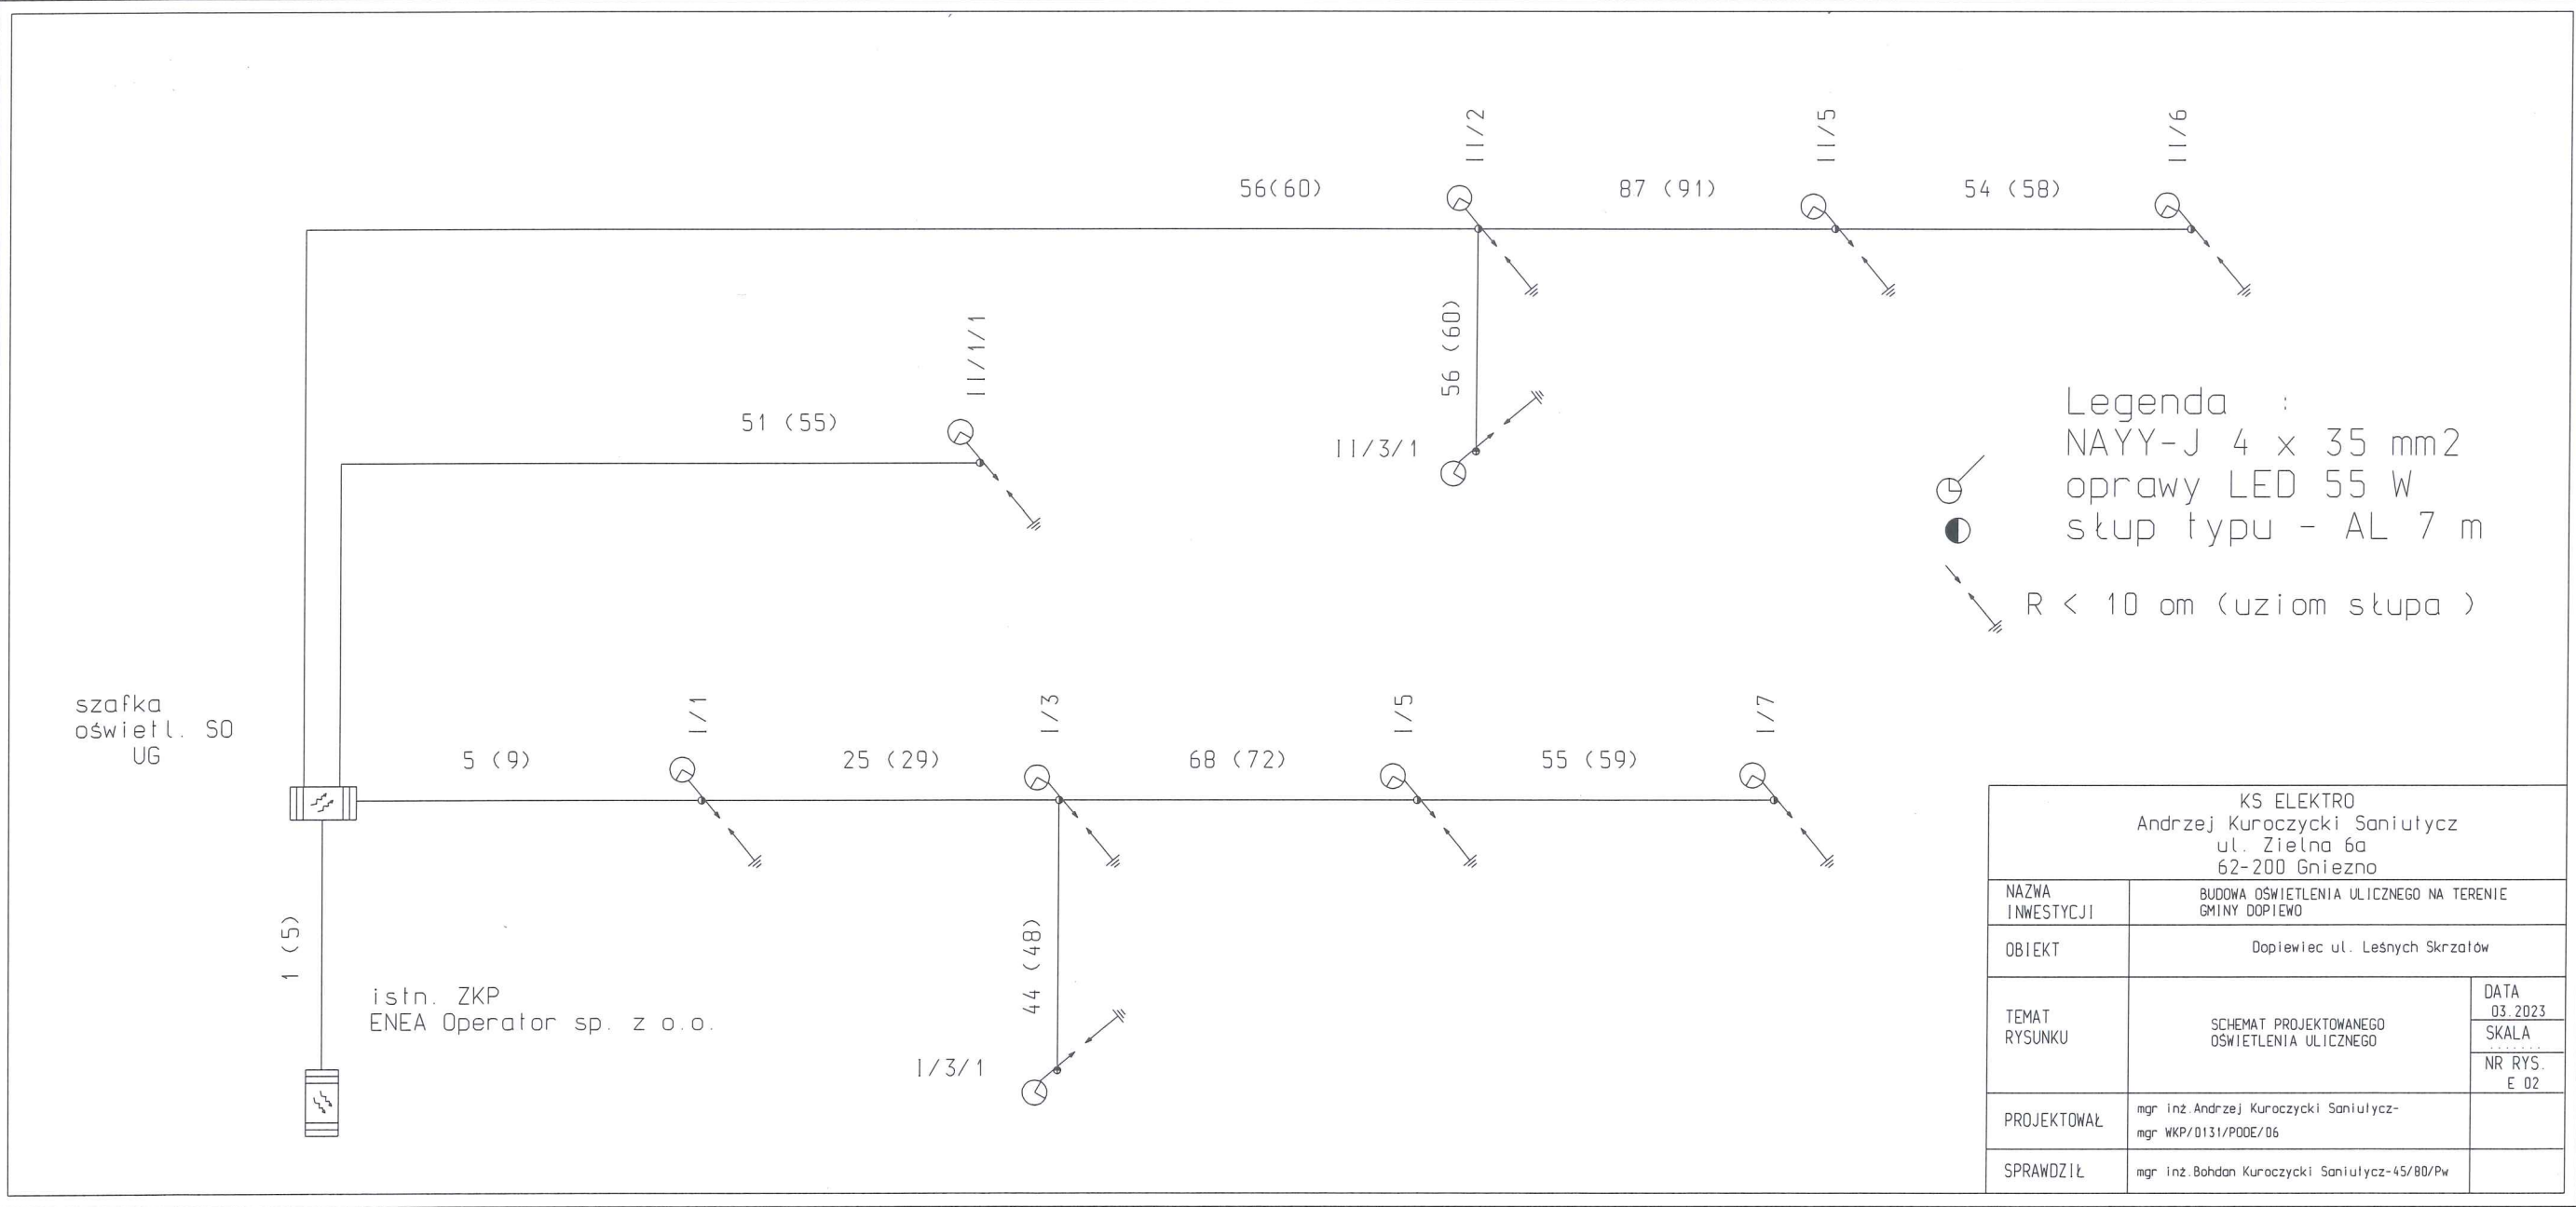 II/2
II/5
II/6
56(60)
87 (91)
54 (58)
II/1/1
51 (55)
56 (60)
II/3/1
Legenda :
NAYY-J 4 x 35 mm2
oprawy LED 55 W
słup typu - AL 7 m
R < 10 om (uziom słupa )
szafka
oświetl. SO
UG
I/1
I/3
I/5
I/7
5 (9)
25 (29)
68 (72)
55 (59)
1 (5)
44 (48)
istn. ZKP
ENEA Operator sp. z o.o.
I/3/1
KS ELEKTRO
Andrzej Kuroczycki Saniutycz
ul. Zielna 6a
62-200 Gniezno
NAZWA
INWESTYCJI
BUDOWA OŚWIETLENIA ULICZNEGO NA TERENIE
GMINY DOPIEWO
OBIEKT
Dopiewiec ul. Leśnych Skrzatów
TEMAT
RYSUNKU
SCHEMAT PROJEKTOWANEGO
OŚWIETLENIA ULICZNEGO
DATA
03.2023
SKALA
.......
NR RYS.
E 02
PROJEKTOWAŁ
mgr inż.Andrzej Kuroczycki Saniutycz-
mgr WKP/0131/POOE/06
SPRAWDZIŁ
mgr inż.Bohdan Kuroczycki Saniutycz-45/80/Pw